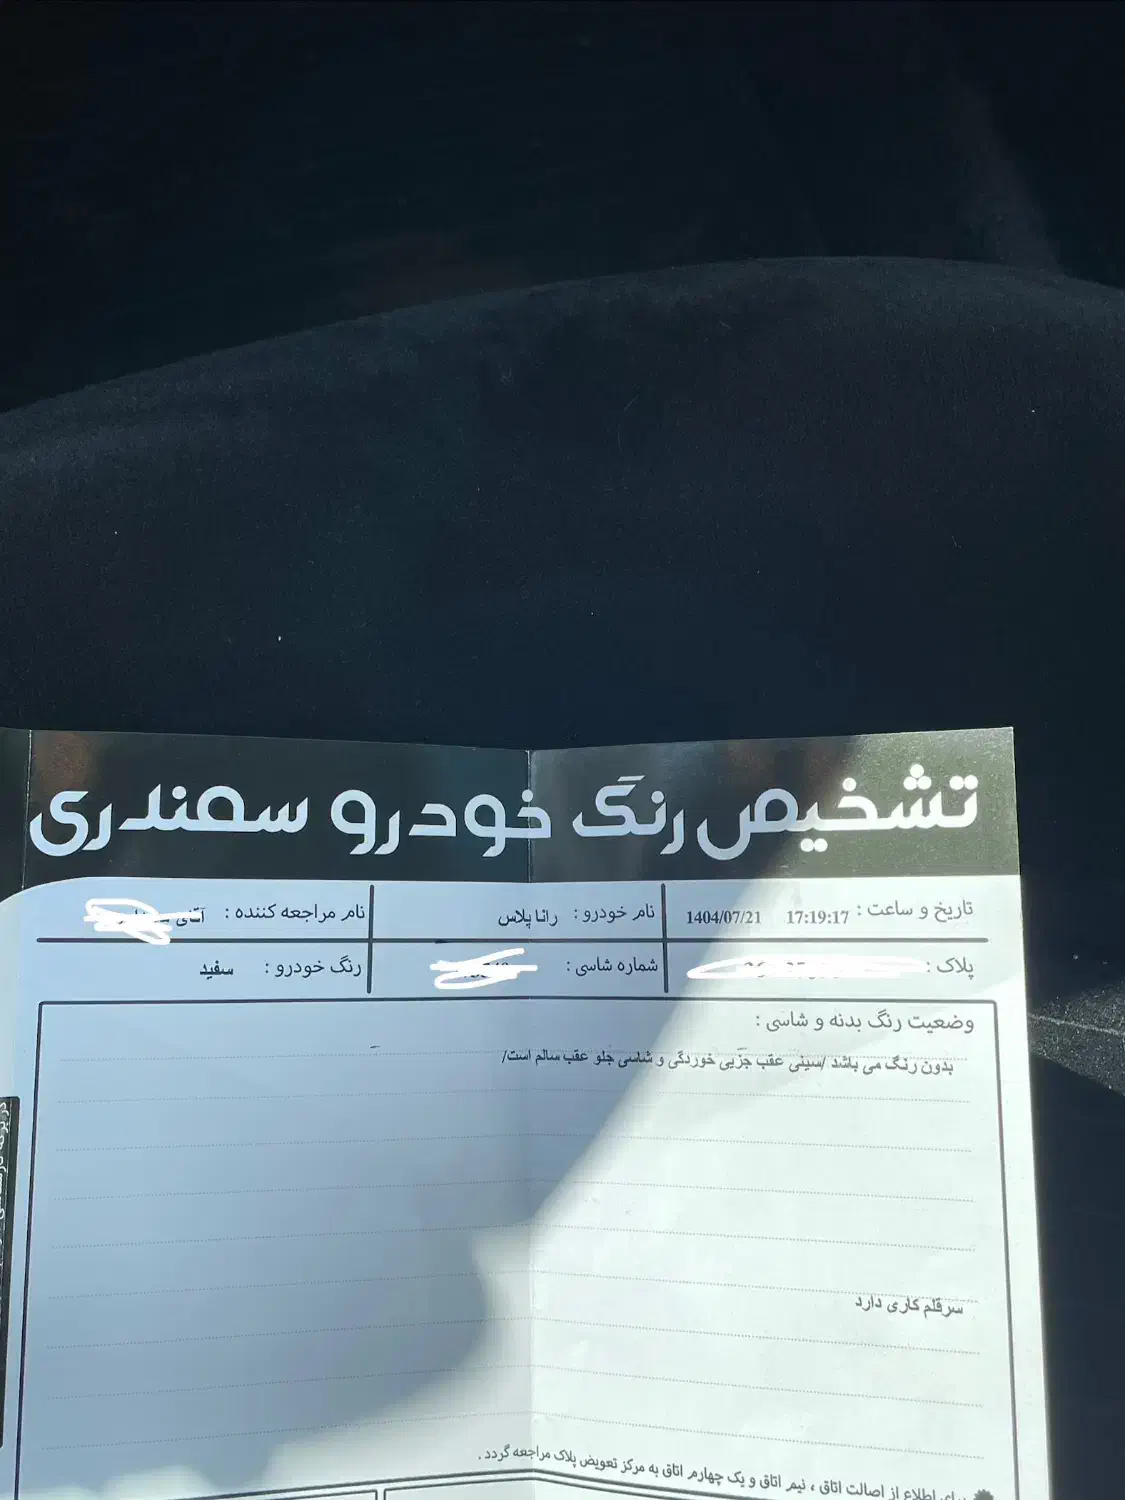 تشخیص رنگ خودرو سمندری
تاریخ و ساعت : 17:19:17 1404/07/21
نام خودرو : رانا پلاس
نام مراجعه کننده : آقای
پلاک :
شماره شاسی :
رنگ خودرو : سفید
وضعیت رنگ بدنه و شاسی :
بدون رنگ می باشد /سینی عقب جزیی خوردگی و شاسی جلو عقب سالم است/
سرقلم کاری دارد
برای اطلاع از اصالت اتاق ، نیم اتاق و یک چهارم اتاق به مرکز تعویض پلاک مراجعه گردد .